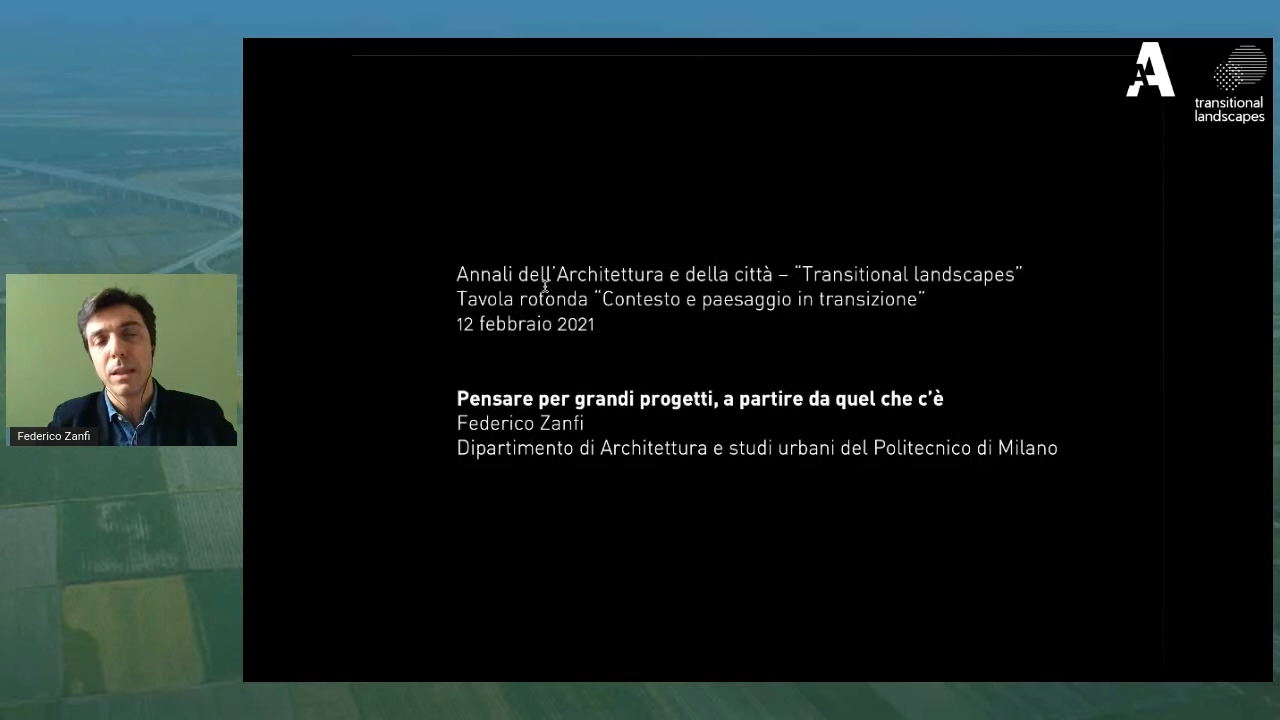 AA
transitional
landscapes
Annali dell'Architettura e della città – "Transitional landscapes"
Tavola rotonda "Contesto e paesaggio in transizione"
12 febbraio 2021
Pensare per grandi progetti, a partire da quel che c'è
Federico Zanfi
Dipartimento di Architettura e studi urbani del Politecnico di Milano
Federico Zanfi